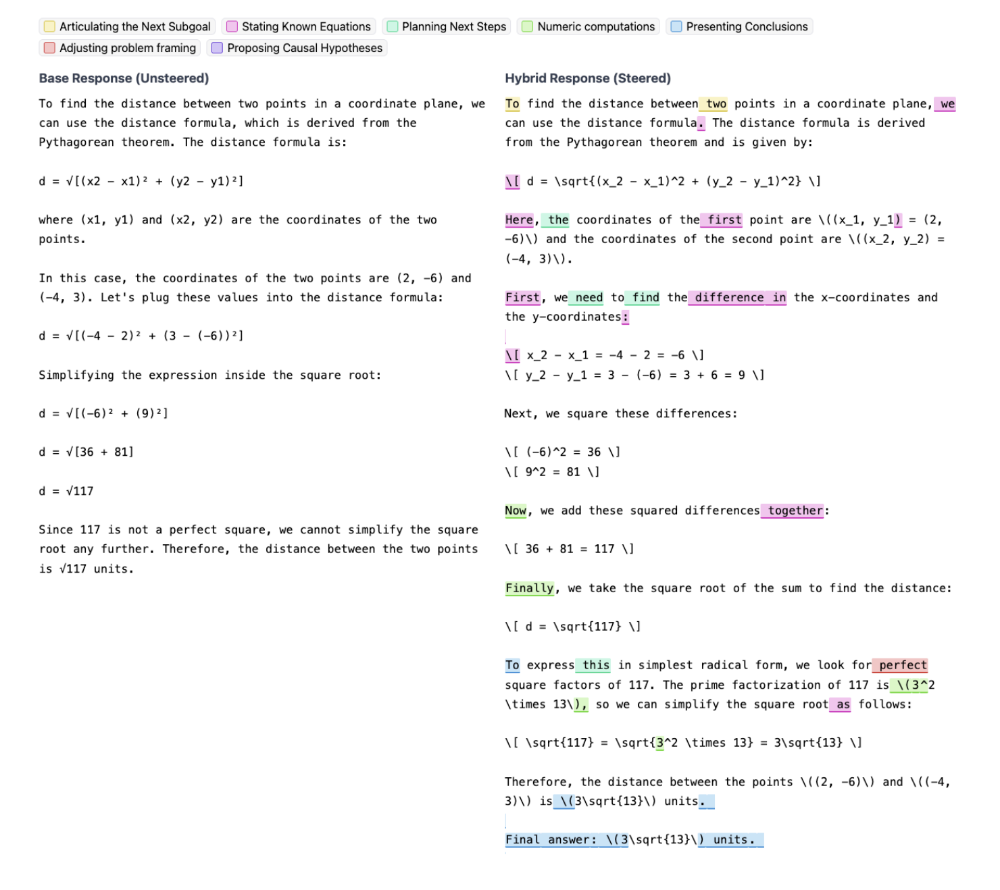 Articulating the Next Subgoal Stating Known Equations Planning Next Steps Numeric computations Presenting Conclusions
Adjusting problem framing Proposing Causal Hypotheses
Base Response (Unsteered)
To find the distance between two points in a coordinate plane, we
can use the distance formula, which is derived from the
Pythagorean theorem. The distance formula is:
d = √[(x2 − x1)² + (y2 − y1)²]
where (x1, y1) and (x2, y2) are the coordinates of the two
points.
In this case, the coordinates of the two points are (2, −6) and
(−4, 3). Let's plug these values into the distance formula:
d = √[(−4 − 2)² + (3 − (−6))²]
Simplifying the expression inside the square root:
d = √[(−6)² + (9)²]
d = √[36 + 81]
d = √117
Since 117 is not a perfect square, we cannot simplify the square
root any further. Therefore, the distance between the two points
is √117 units.
Hybrid Response (Steered)
To find the distance between two points in a coordinate plane, we
can use the distance formula. The distance formula is derived
from the Pythagorean theorem and is given by:
\[ d = \sqrt{(x_2 − x_1)^2 + (y_2 − y_1)^2} \]
Here, the coordinates of the first point are \((x_1, y_1) = (2,
−6)\) and the coordinates of the second point are \((x_2, y_2) =
(−4, 3)\).
First, we need to find the difference in the x−coordinates and
the y−coordinates:
\[ x_2 − x_1 = −4 − 2 = −6 \]
\[ y_2 − y_1 = 3 − (−6) = 3 + 6 = 9 \]
Next, we square these differences:
\[ (−6)^2 = 36 \]
\[ 9^2 = 81 \]
Now, we add these squared differences together:
\[ 36 + 81 = 117 \]
Finally, we take the square root of the sum to find the distance:
\[ d = \sqrt{117} \]
To express this in simplest radical form, we look for perfect
square factors of 117. The prime factorization of 117 is \(3^2
\times 13\), so we can simplify the square root as follows:
\[ \sqrt{117} = \sqrt{3^2 \times 13} = 3\sqrt{13} \]
Therefore, the distance between the points \((2, −6)\) and \((−4,
3)\) is \(3\sqrt{13}\) units.
Final answer: \(3\sqrt{13}\) units.